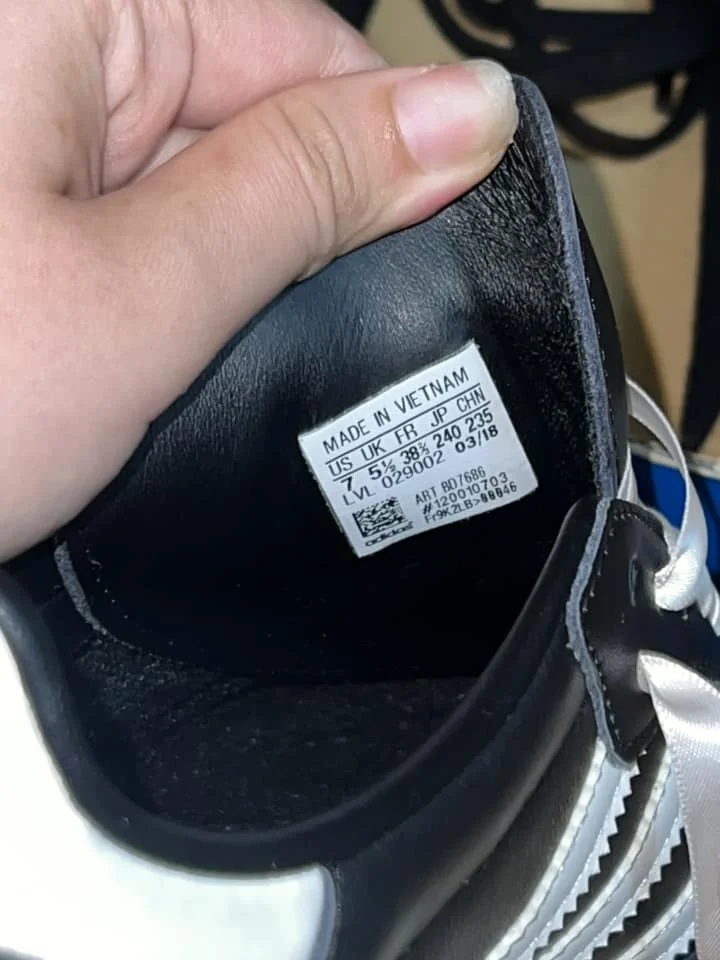 MADE IN VIETNAM
US UK FR JP CHN
7 5½ 38⅔ 240 235
LVL 029002 03/18
ART BD7686
#120010703
adidas